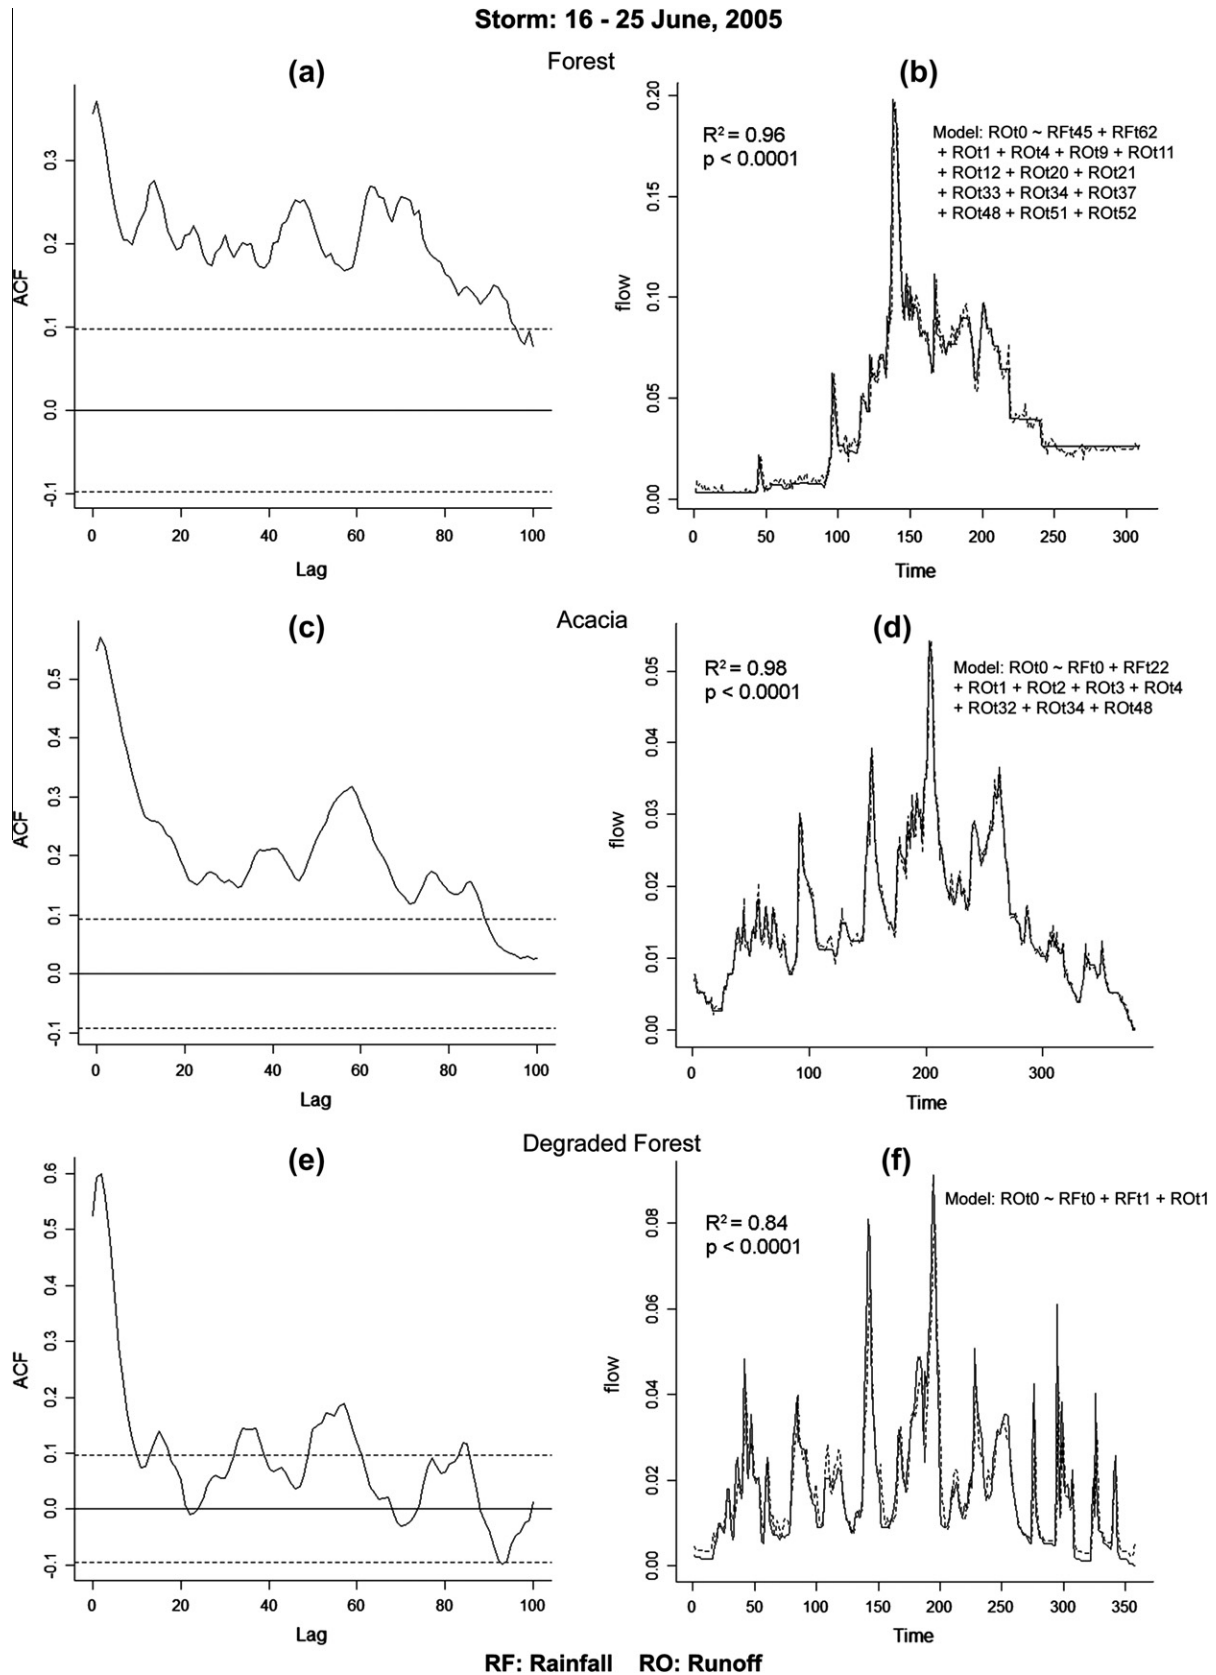 Storm: 16 - 25 June, 2005
Forest
(a)
(b)
ACF
0.3
0.2
0.1
0.0
-0.1
0 20 40 60 80 100
Lag
flow
0.20
0.15
0.10
0.05
0.00
R² = 0.96
p < 0.0001
Model: ROt0 ~ RFt45 + RFt62
+ ROt1 + ROt4 + ROt9 + ROt11
+ ROt12 + ROt20 + ROt21
+ ROt33 + ROt34 + ROt37
+ ROt48 + ROt51 + ROt52
0 50 100 150 200 250 300
Time
Acacia
(c)
(d)
ACF
0.5
0.4
0.3
0.2
0.1
0.0
-0.1
0 20 40 60 80 100
Lag
flow
0.05
0.04
0.03
0.02
0.01
0.00
R² = 0.98
p < 0.0001
Model: ROt0 ~ RFt0 + RFt22
+ ROt1 + ROt2 + ROt3 + ROt4
+ ROt32 + ROt34 + ROt48
0 100 200 300
Time
Degraded Forest
(e)
(f)
ACF
0.6
0.5
0.4
0.3
0.2
0.1
0.0
-0.1
0 20 40 60 80 100
Lag
flow
0.08
0.06
0.04
0.02
0.00
R² = 0.84
p < 0.0001
Model: ROt0 ~ RFt0 + RFt1 + ROt1
0 50 100 150 200 250 300 350
Time
RF: Rainfall RO: Runoff